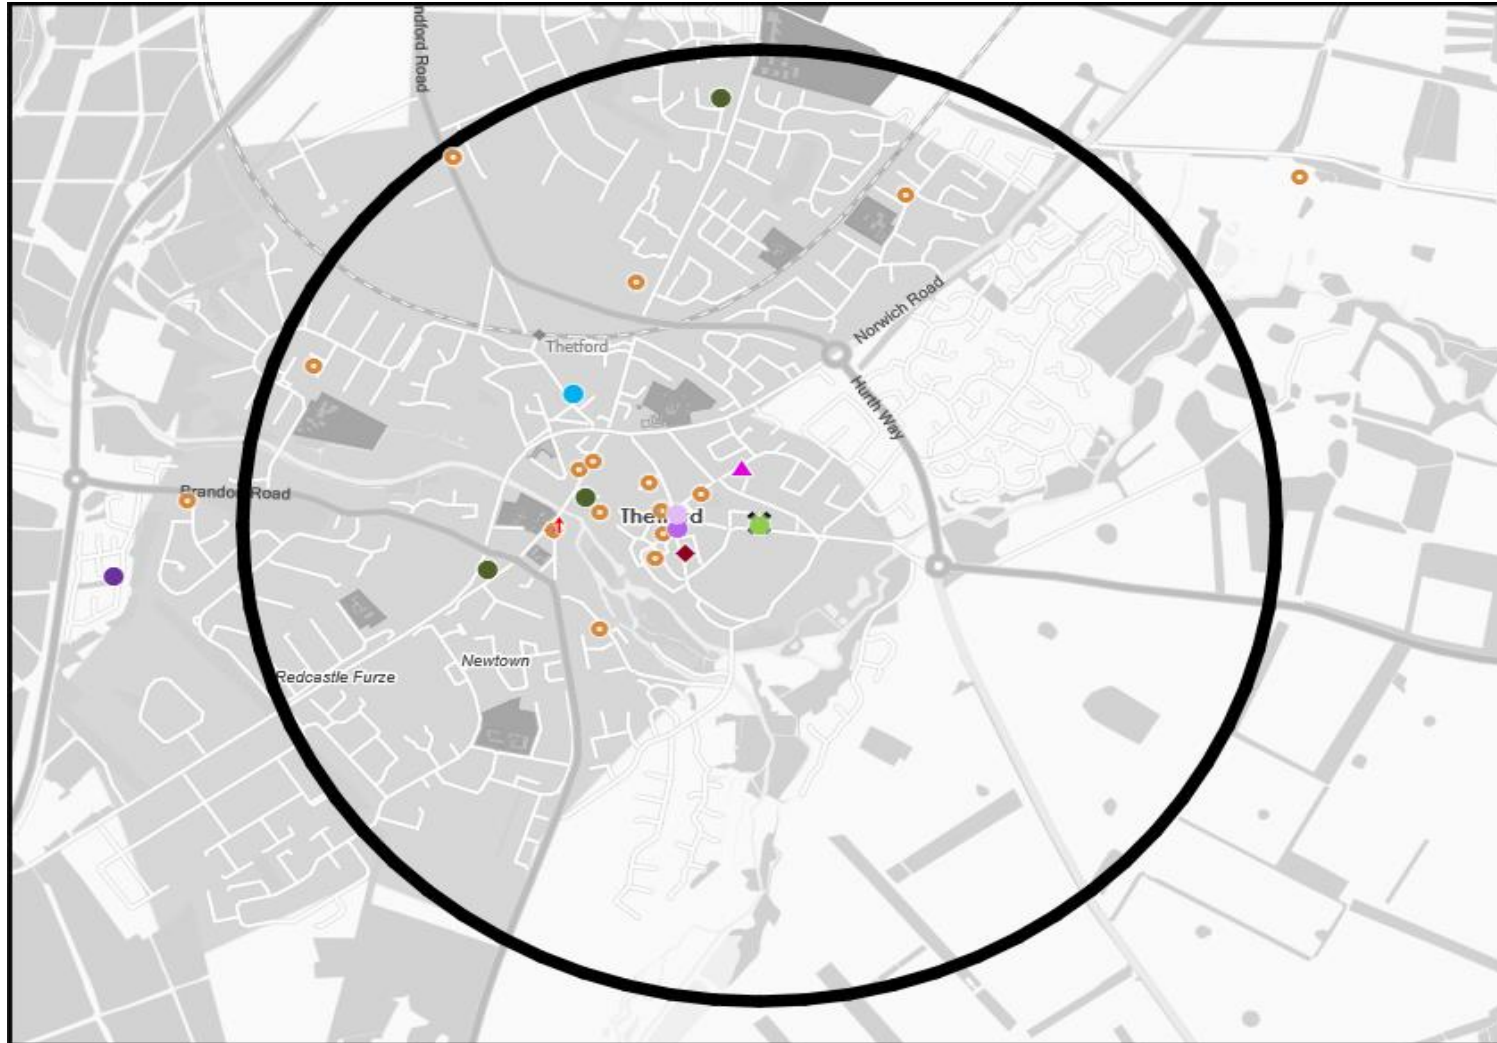 ndford Road
Norwich Road
Thetford
Hurth Way
Brandon Road
Redcastle Furze
Newtown